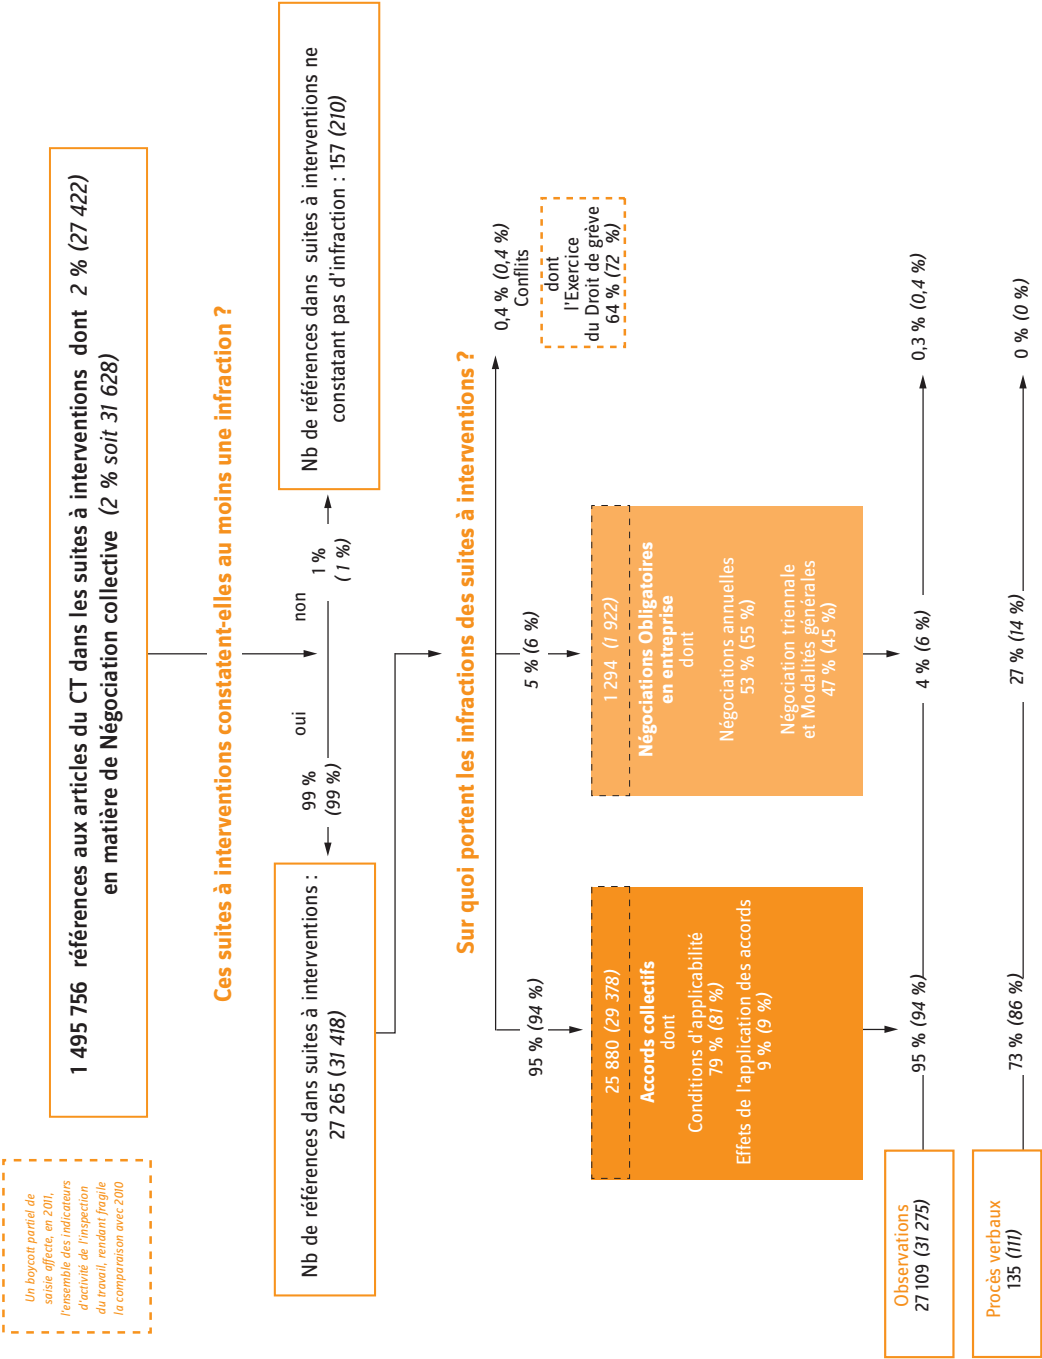 Un boycott partiel de
saisie affecte, en 2011,
l'ensemble des indicateurs
d'activité de l'inspection
du travail, rendant fragile
la comparaison avec 2010
1 495 756 références aux articles du CT dans les suites à interventions dont 2 % (27 422)
en matière de Négociation collective (2 % soit 31 628)
Ces suites à interventions constatent-elles au moins une infraction ?
oui
non
99 %
(99 %)
1 %
( 1 %)
Nb de références dans suites à interventions :
27 265 (31 418)
Nb de références dans suites à interventions ne
constatant pas d'infraction : 157 (210)
Sur quoi portent les infractions des suites à interventions ?
95 % (94 %)
5 % (6 %)
0,4 % (0,4 %)
Conflits
dont
l'Exercice
du Droit de grève
64 % (72 %)
25 880 (29 378)
Accords collectifs
dont
Conditions d'applicabilité
79 % (81 %)
Effets de l'application des accords
9 % (9 %)
1 294 (1 922)
Négociations Obligatoires
en entreprise
dont
Négociations annuelles
53 % (55 %)
Négociation triennale
et Modalités générales
47 % (45 %)
Observations
27 109 (31 275)
95 % (94 %)
4 % (6 %)
0,3 % (0,4 %)
Procès verbaux
135 (111)
73 % (86 %)
27 % (14 %)
0 % (0 %)